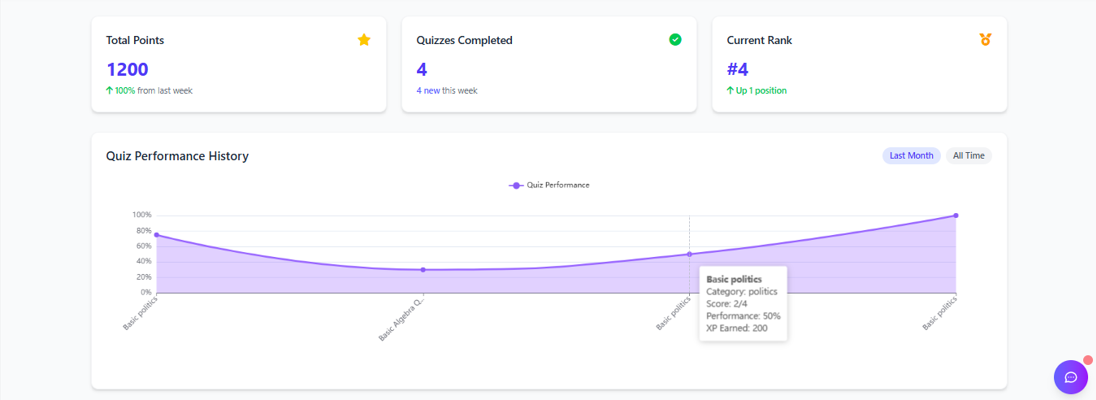 Total Points
1200
↑ 100% from last week
Quizzes Completed
4
4 new this week
Current Rank
#4
↑ Up 1 position
Quiz Performance History
Last Month
All Time
Quiz Performance
100%
80%
60%
40%
20%
0%
Basic politics
Basic Algebra Q...
Basic politics
Basic politics
Basic politics
Category: politics
Score: 2/4
Performance: 50%
XP Earned: 200